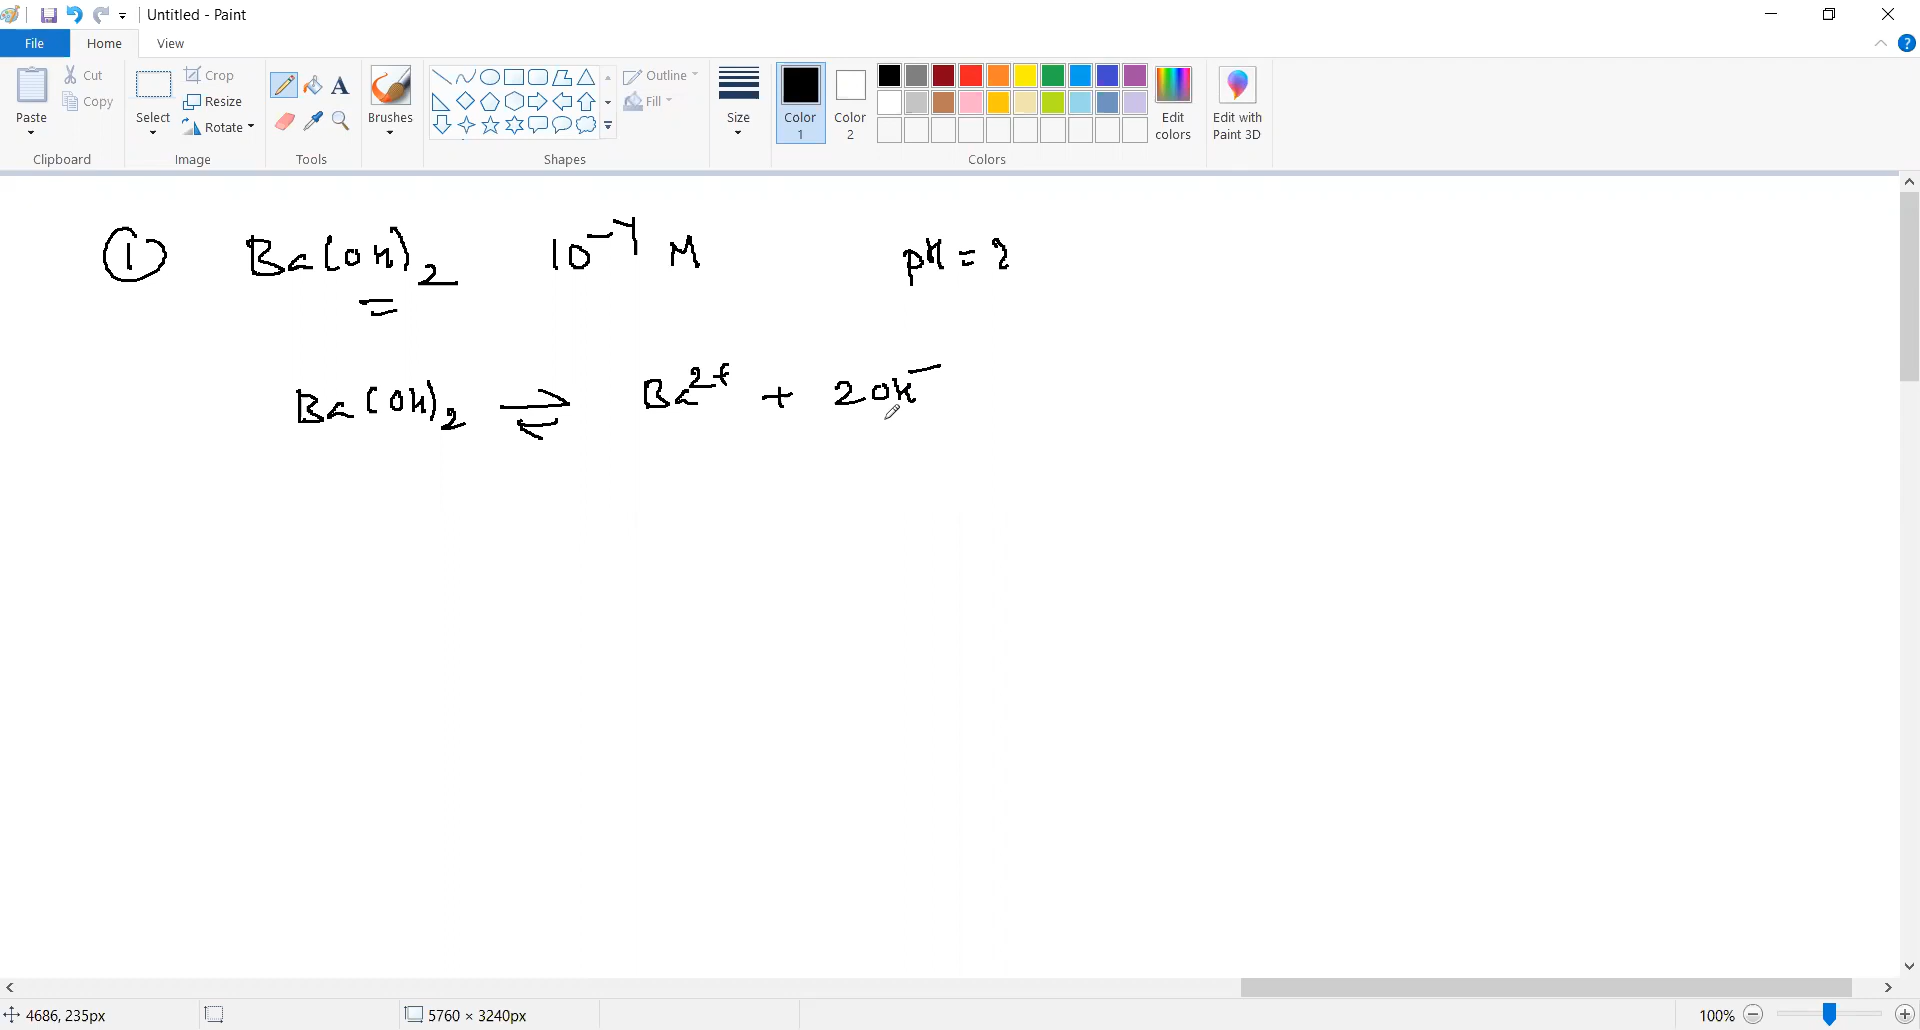 Untitled - Paint
File Home View
Cut
Copy
Paste
Clipboard
Select
Crop
Resize
Rotate
Image
Tools
Brushes
Shapes
Outline
Fill
Size
Color 1
Color 2
Colors
Edit colors
Edit with Paint 3D
① Ba(OH)₂ 10⁻⁴ M pH = ?
Ba(OH)₂ ⇌ Ba²⁺ + 2OH⁻
4686, 235px 5760 × 3240px 100%